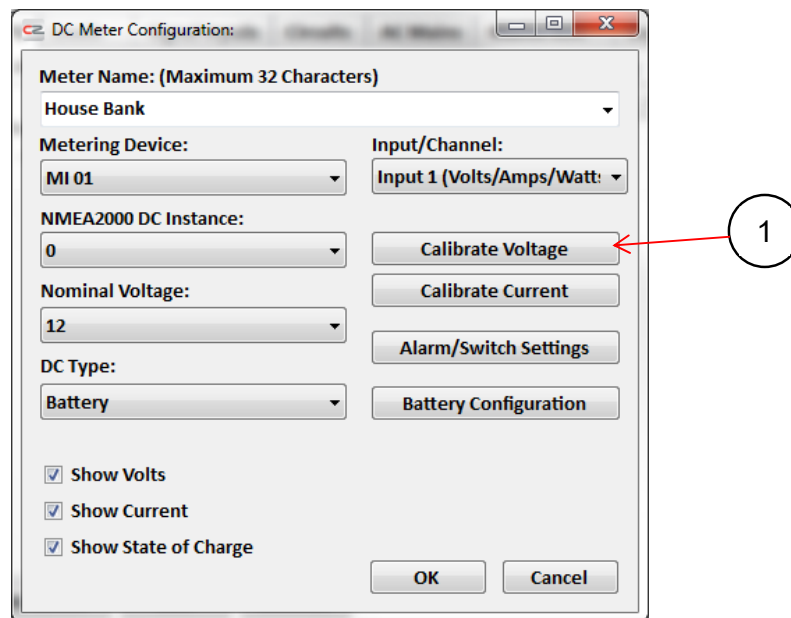 DC Meter Configuration:
Meter Name: (Maximum 32 Characters)
House Bank
Metering Device:
Input/Channel:
MI 01
Input 1 (Volts/Amps/Watt
NMEA2000 DC Instance:
0
Calibrate Voltage
1
Nominal Voltage:
Calibrate Current
12
Alarm/Switch Settings
DC Type:
Battery
Battery Configuration
Show Volts
Show Current
Show State of Charge
OK
Cancel